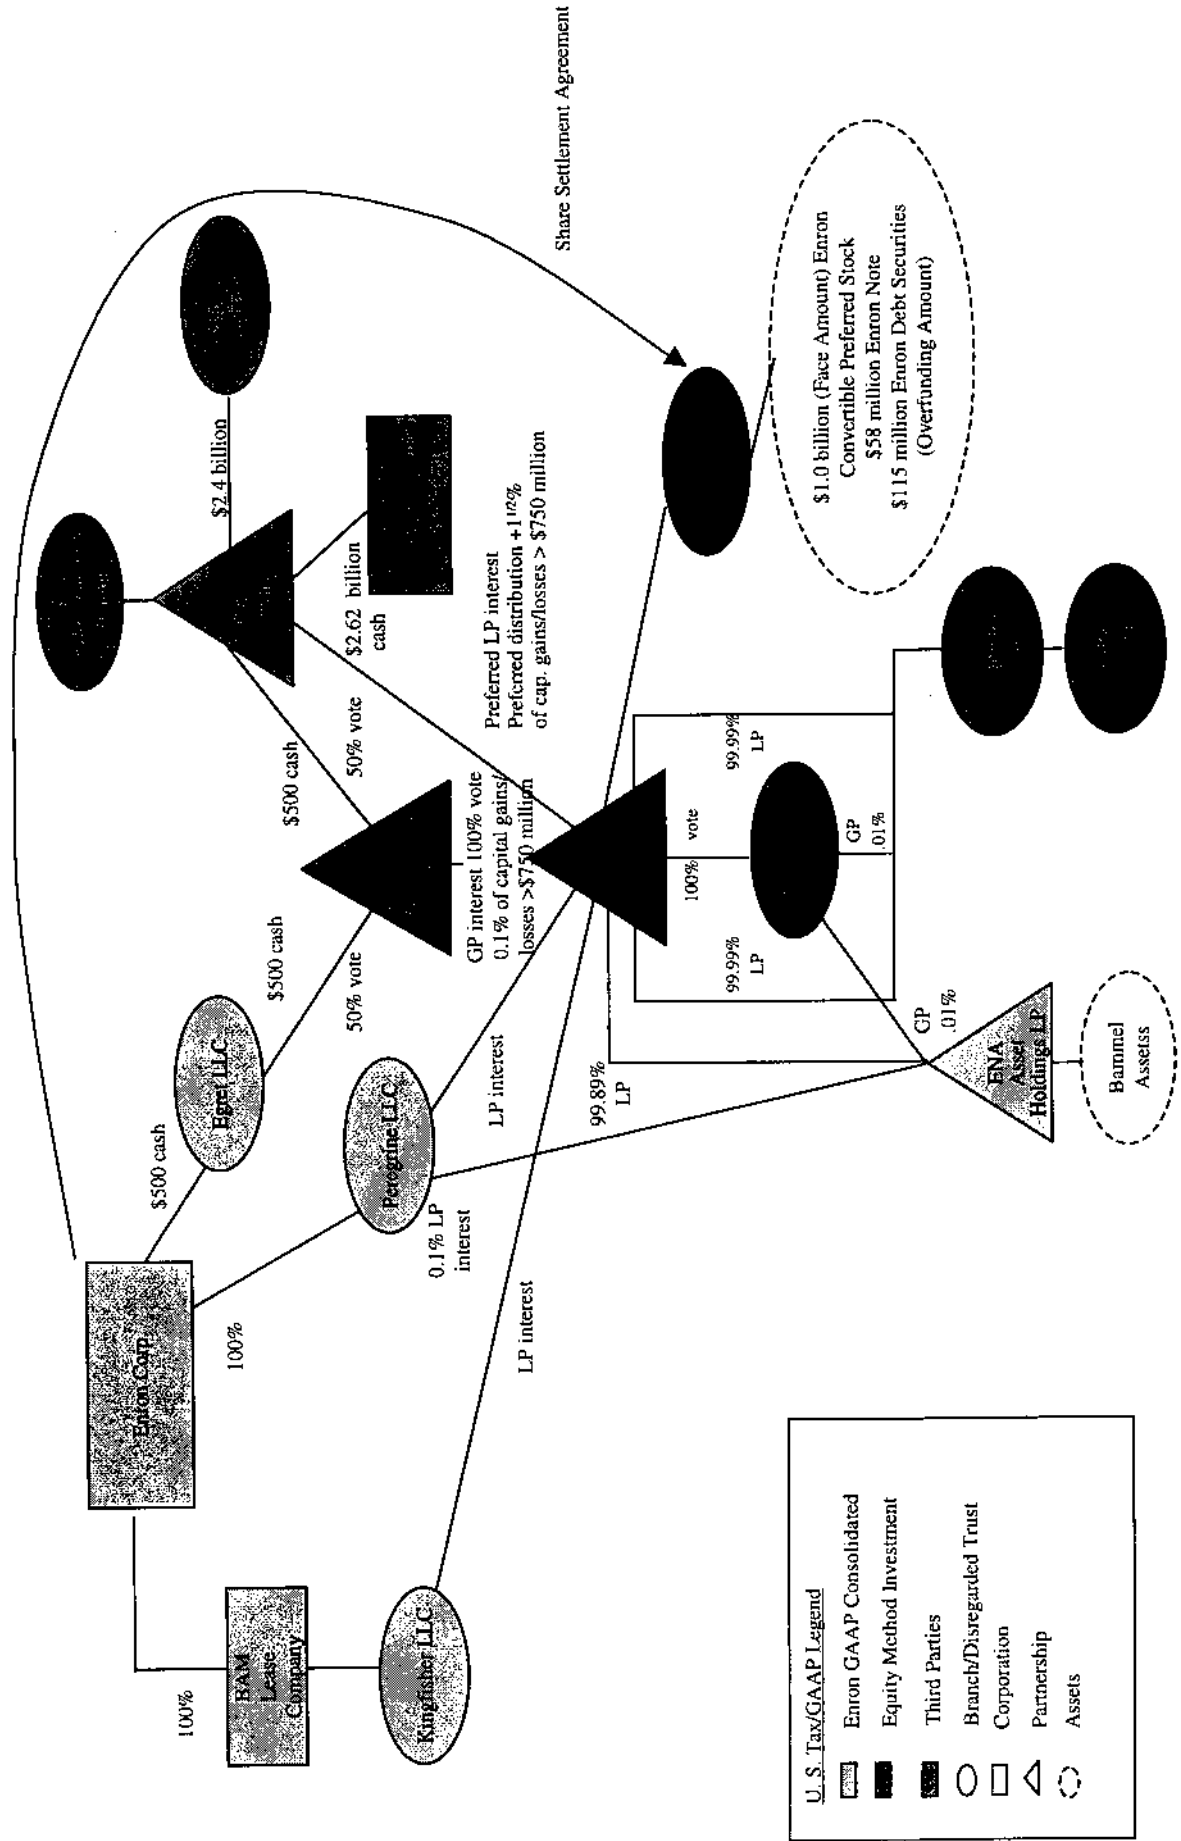 Enron Corp.
100%
BAM
Lease
Company
Kingfisher LLC
100%
$500 cash
Egret LLC
$500 cash
50% vote
$500 cash
50% vote
$2.4 billion
$2.62 billion
cash
Peregrine LLC
0.1% LP
interest
LP interest
LP interest
GP interest 100% vote
0.1% of capital gains/
losses >$750 million
Preferred LP interest
Preferred distribution +1 1/2%
of cap. gains/losses > $750 million
Share Settlement Agreement
99.89%
LP
99.99%
LP
100% vote
99.99%
LP
GP
.01%
GP
.01%
ENA
Asset
Holdings LP
Bammel
Assetss
$1.0 billion (Face Amount) Enron
Convertible Preferred Stock
$58 million Enron Note
$115 million Enron Debt Securities
(Overfunding Amount)
U. S. Tax/GAAP Legend
Enron GAAP Consolidated
Equity Method Investment
Third Parties
Branch/Disregarded Trust
Corporation
Partnership
Assets